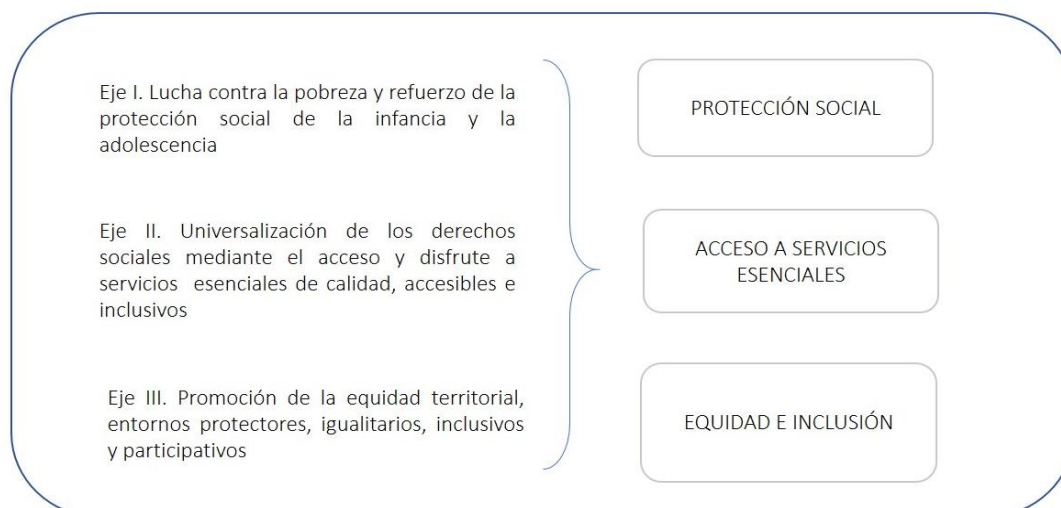 Eje I. Lucha contra la pobreza y refuerzo de la
protección social de la infancia y la
adolescencia
PROTECCIÓN SOCIAL
Eje II. Universalización de los derechos
sociales mediante el acceso y disfrute a
servicios esenciales de calidad, accesibles e
inclusivos
ACCESO A SERVICIOS
ESENCIALES
Eje III. Promoción de la equidad territorial,
entornos protectores, igualitarios, inclusivos
y participativos
EQUIDAD E INCLUSIÓN